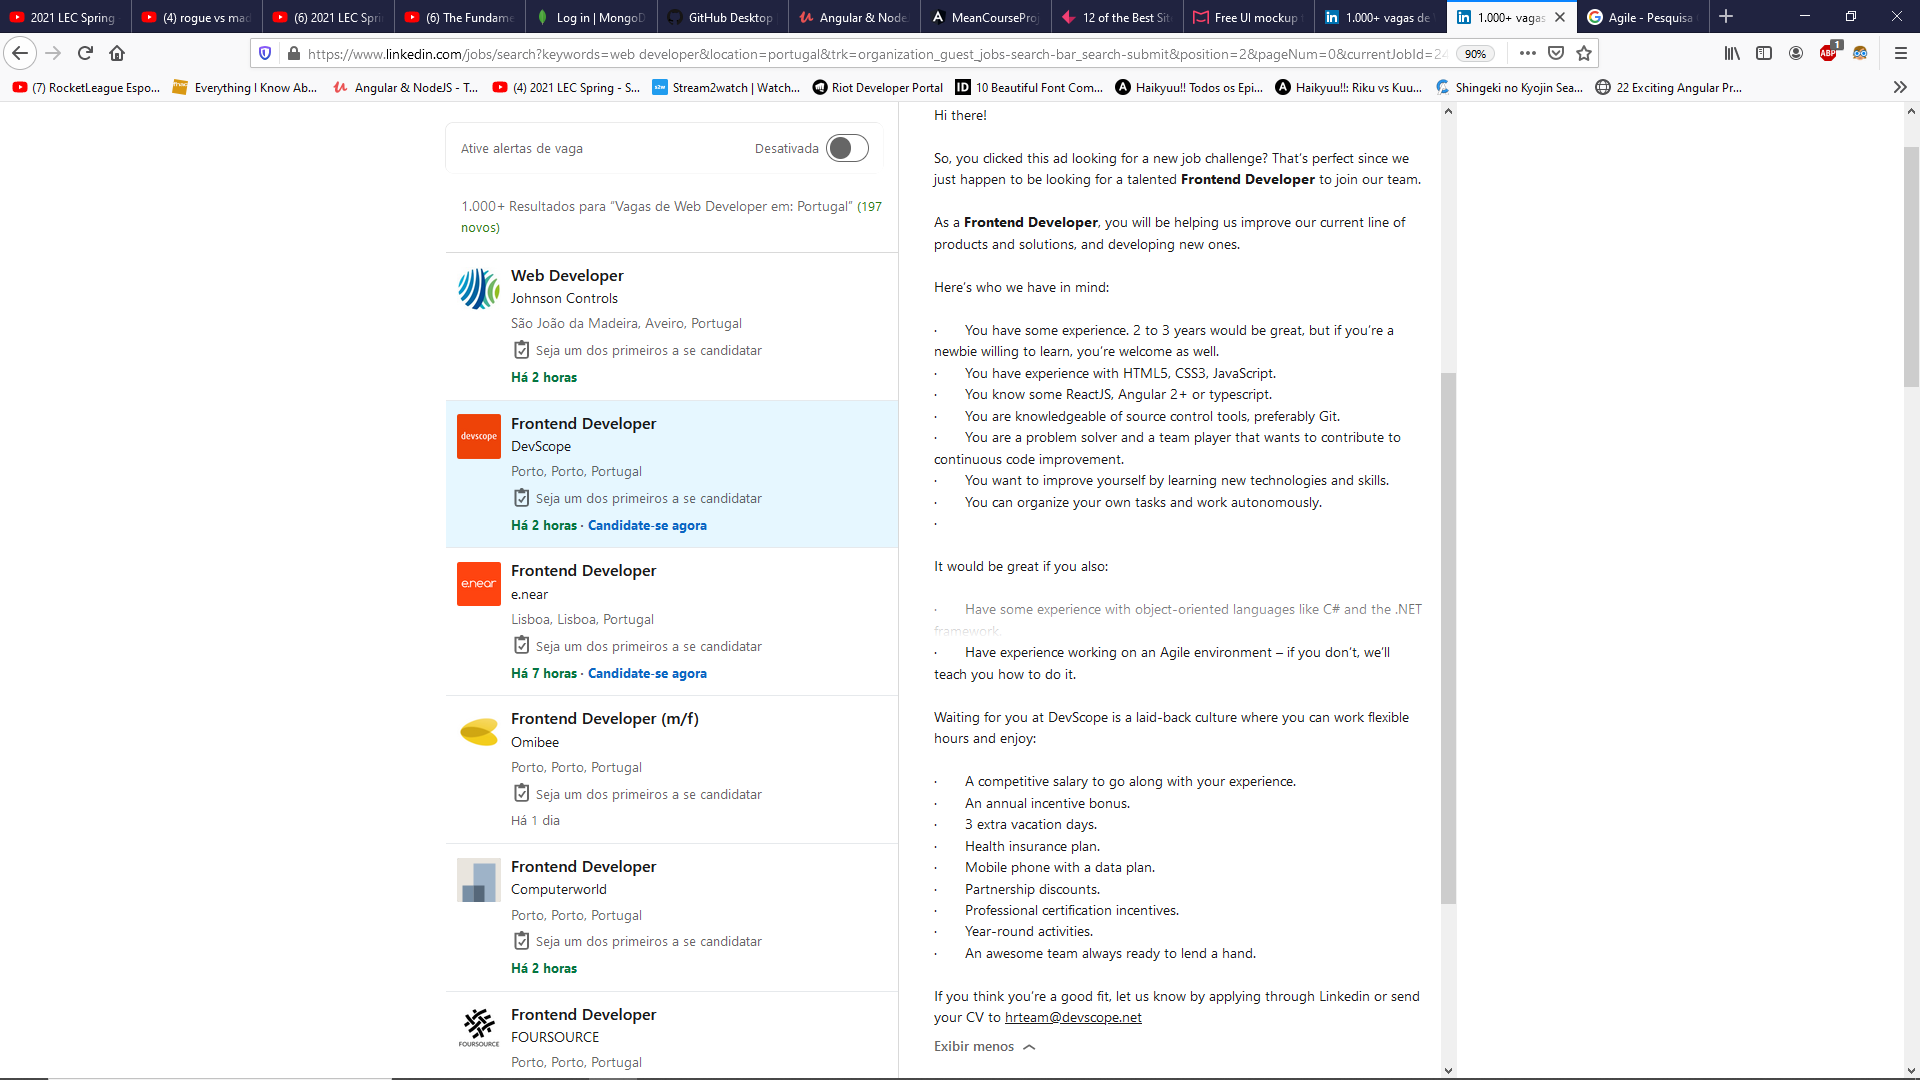 2021 LEC Spring
(4) rogue vs mad
(6) 2021 LEC Spri
(6) The Fundame
Log in | MongoD
GitHub Desktop
Angular & NodeJ
MeanCourseProj
12 of the Best Sit
Free UI mockup
1.000+ vagas de
1.000+ vagas
Agile - Pesquisa
https://www.linkedin.com/jobs/search?keywords=web developer&location=portugal&trk=organization_guest_jobs-search-bar_search-submit&position=2&pageNum=0&currentJobId=24
90%
ABP
1
(7) RocketLeague Espo...
Everything I Know Ab...
Angular & NodeJS - T...
(4) 2021 LEC Spring - S...
Stream2watch | Watch...
Riot Developer Portal
10 Beautiful Font Com...
Haikyuu!! Todos os Epi...
Haikyuu!!: Riku vs Kuu...
Shingeki no Kyojin Sea...
22 Exciting Angular Pr...
Ative alertas de vaga
Desativada
1.000+ Resultados para “Vagas de Web Developer em: Portugal” (197
novos)
Web Developer
Johnson Controls
São João da Madeira, Aveiro, Portugal
Seja um dos primeiros a se candidatar
Há 2 horas
devscope
Frontend Developer
DevScope
Porto, Porto, Portugal
Seja um dos primeiros a se candidatar
Há 2 horas · Candidate-se agora
e.near
Frontend Developer
e.near
Lisboa, Lisboa, Portugal
Seja um dos primeiros a se candidatar
Há 7 horas · Candidate-se agora
Frontend Developer (m/f)
Omibee
Porto, Porto, Portugal
Seja um dos primeiros a se candidatar
Há 1 dia
Frontend Developer
Computerworld
Porto, Porto, Portugal
Seja um dos primeiros a se candidatar
Há 2 horas
FOURSOURCE
Frontend Developer
FOURSOURCE
Porto, Porto, Portugal
Hi there!
So, you clicked this ad looking for a new job challenge? That’s perfect since we
just happen to be looking for a talented Frontend Developer to join our team.
As a Frontend Developer, you will be helping us improve our current line of
products and solutions, and developing new ones.
Here’s who we have in mind:
· You have some experience. 2 to 3 years would be great, but if you’re a
newbie willing to learn, you’re welcome as well.
· You have experience with HTML5, CSS3, JavaScript.
· You know some ReactJS, Angular 2+ or typescript.
· You are knowledgeable of source control tools, preferably Git.
· You are a problem solver and a team player that wants to contribute to
continuous code improvement.
· You want to improve yourself by learning new technologies and skills.
· You can organize your own tasks and work autonomously.
·
It would be great if you also:
· Have some experience with object-oriented languages like C# and the .NET
framework.
· Have experience working on an Agile environment – if you don’t, we’ll
teach you how to do it.
Waiting for you at DevScope is a laid-back culture where you can work flexible
hours and enjoy:
· A competitive salary to go along with your experience.
· An annual incentive bonus.
· 3 extra vacation days.
· Health insurance plan.
· Mobile phone with a data plan.
· Partnership discounts.
· Professional certification incentives.
· Year-round activities.
· An awesome team always ready to lend a hand.
If you think you’re a good fit, let us know by applying through Linkedin or send
your CV to hrteam@devscope.net
Exibir menos